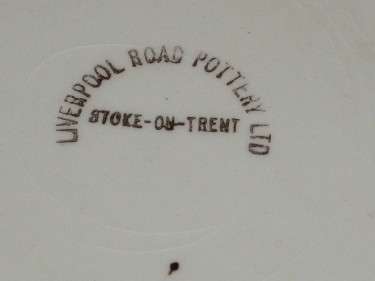 LIVERPOOL ROAD POTTERY LTD
STOKE-ON-TRENT